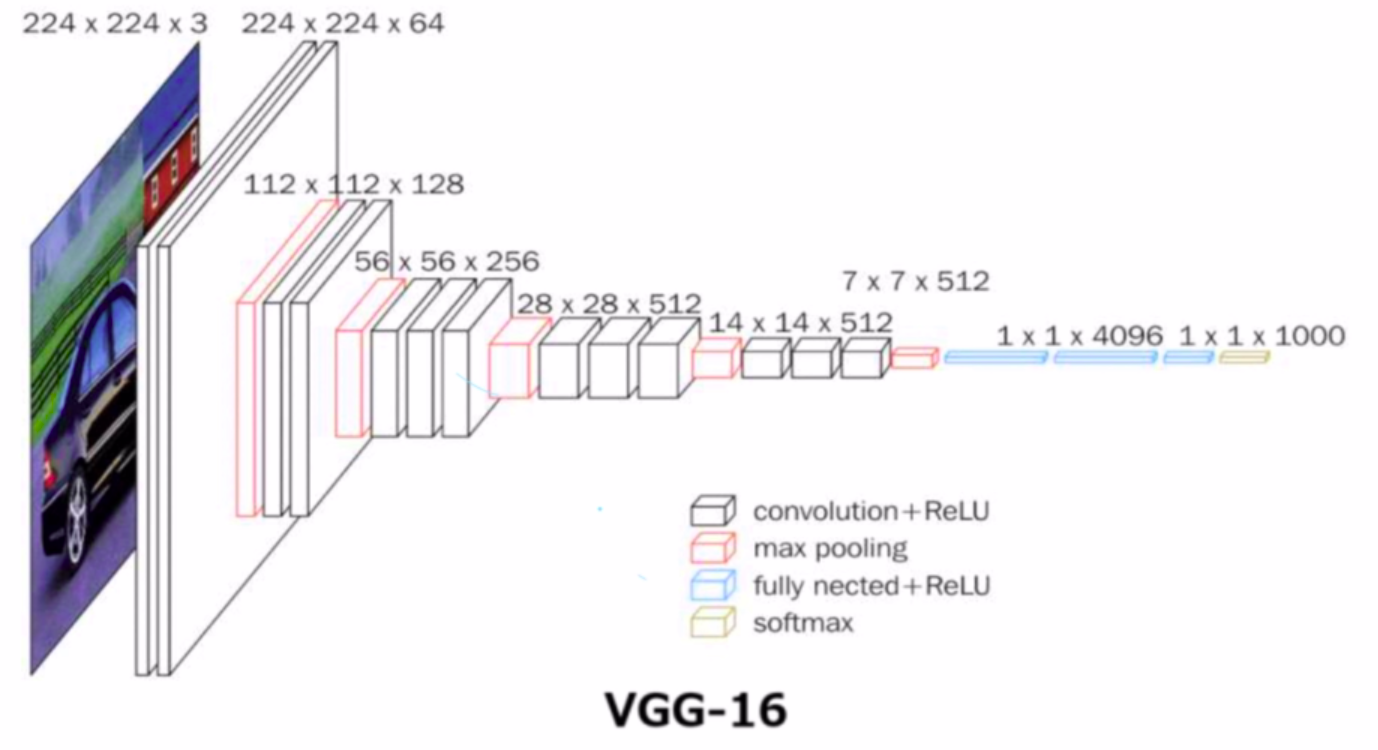 224 x 224 x 3
224 x 224 x 64
112 x 112 x 128
56 x 56 x 256
28 x 28 x 512
14 x 14 x 512
7 x 7 x 512
1 x 1 x 4096
1 x 1 x 1000
convolution+ReLU
max pooling
fully nected+ReLU
softmax
VGG-16